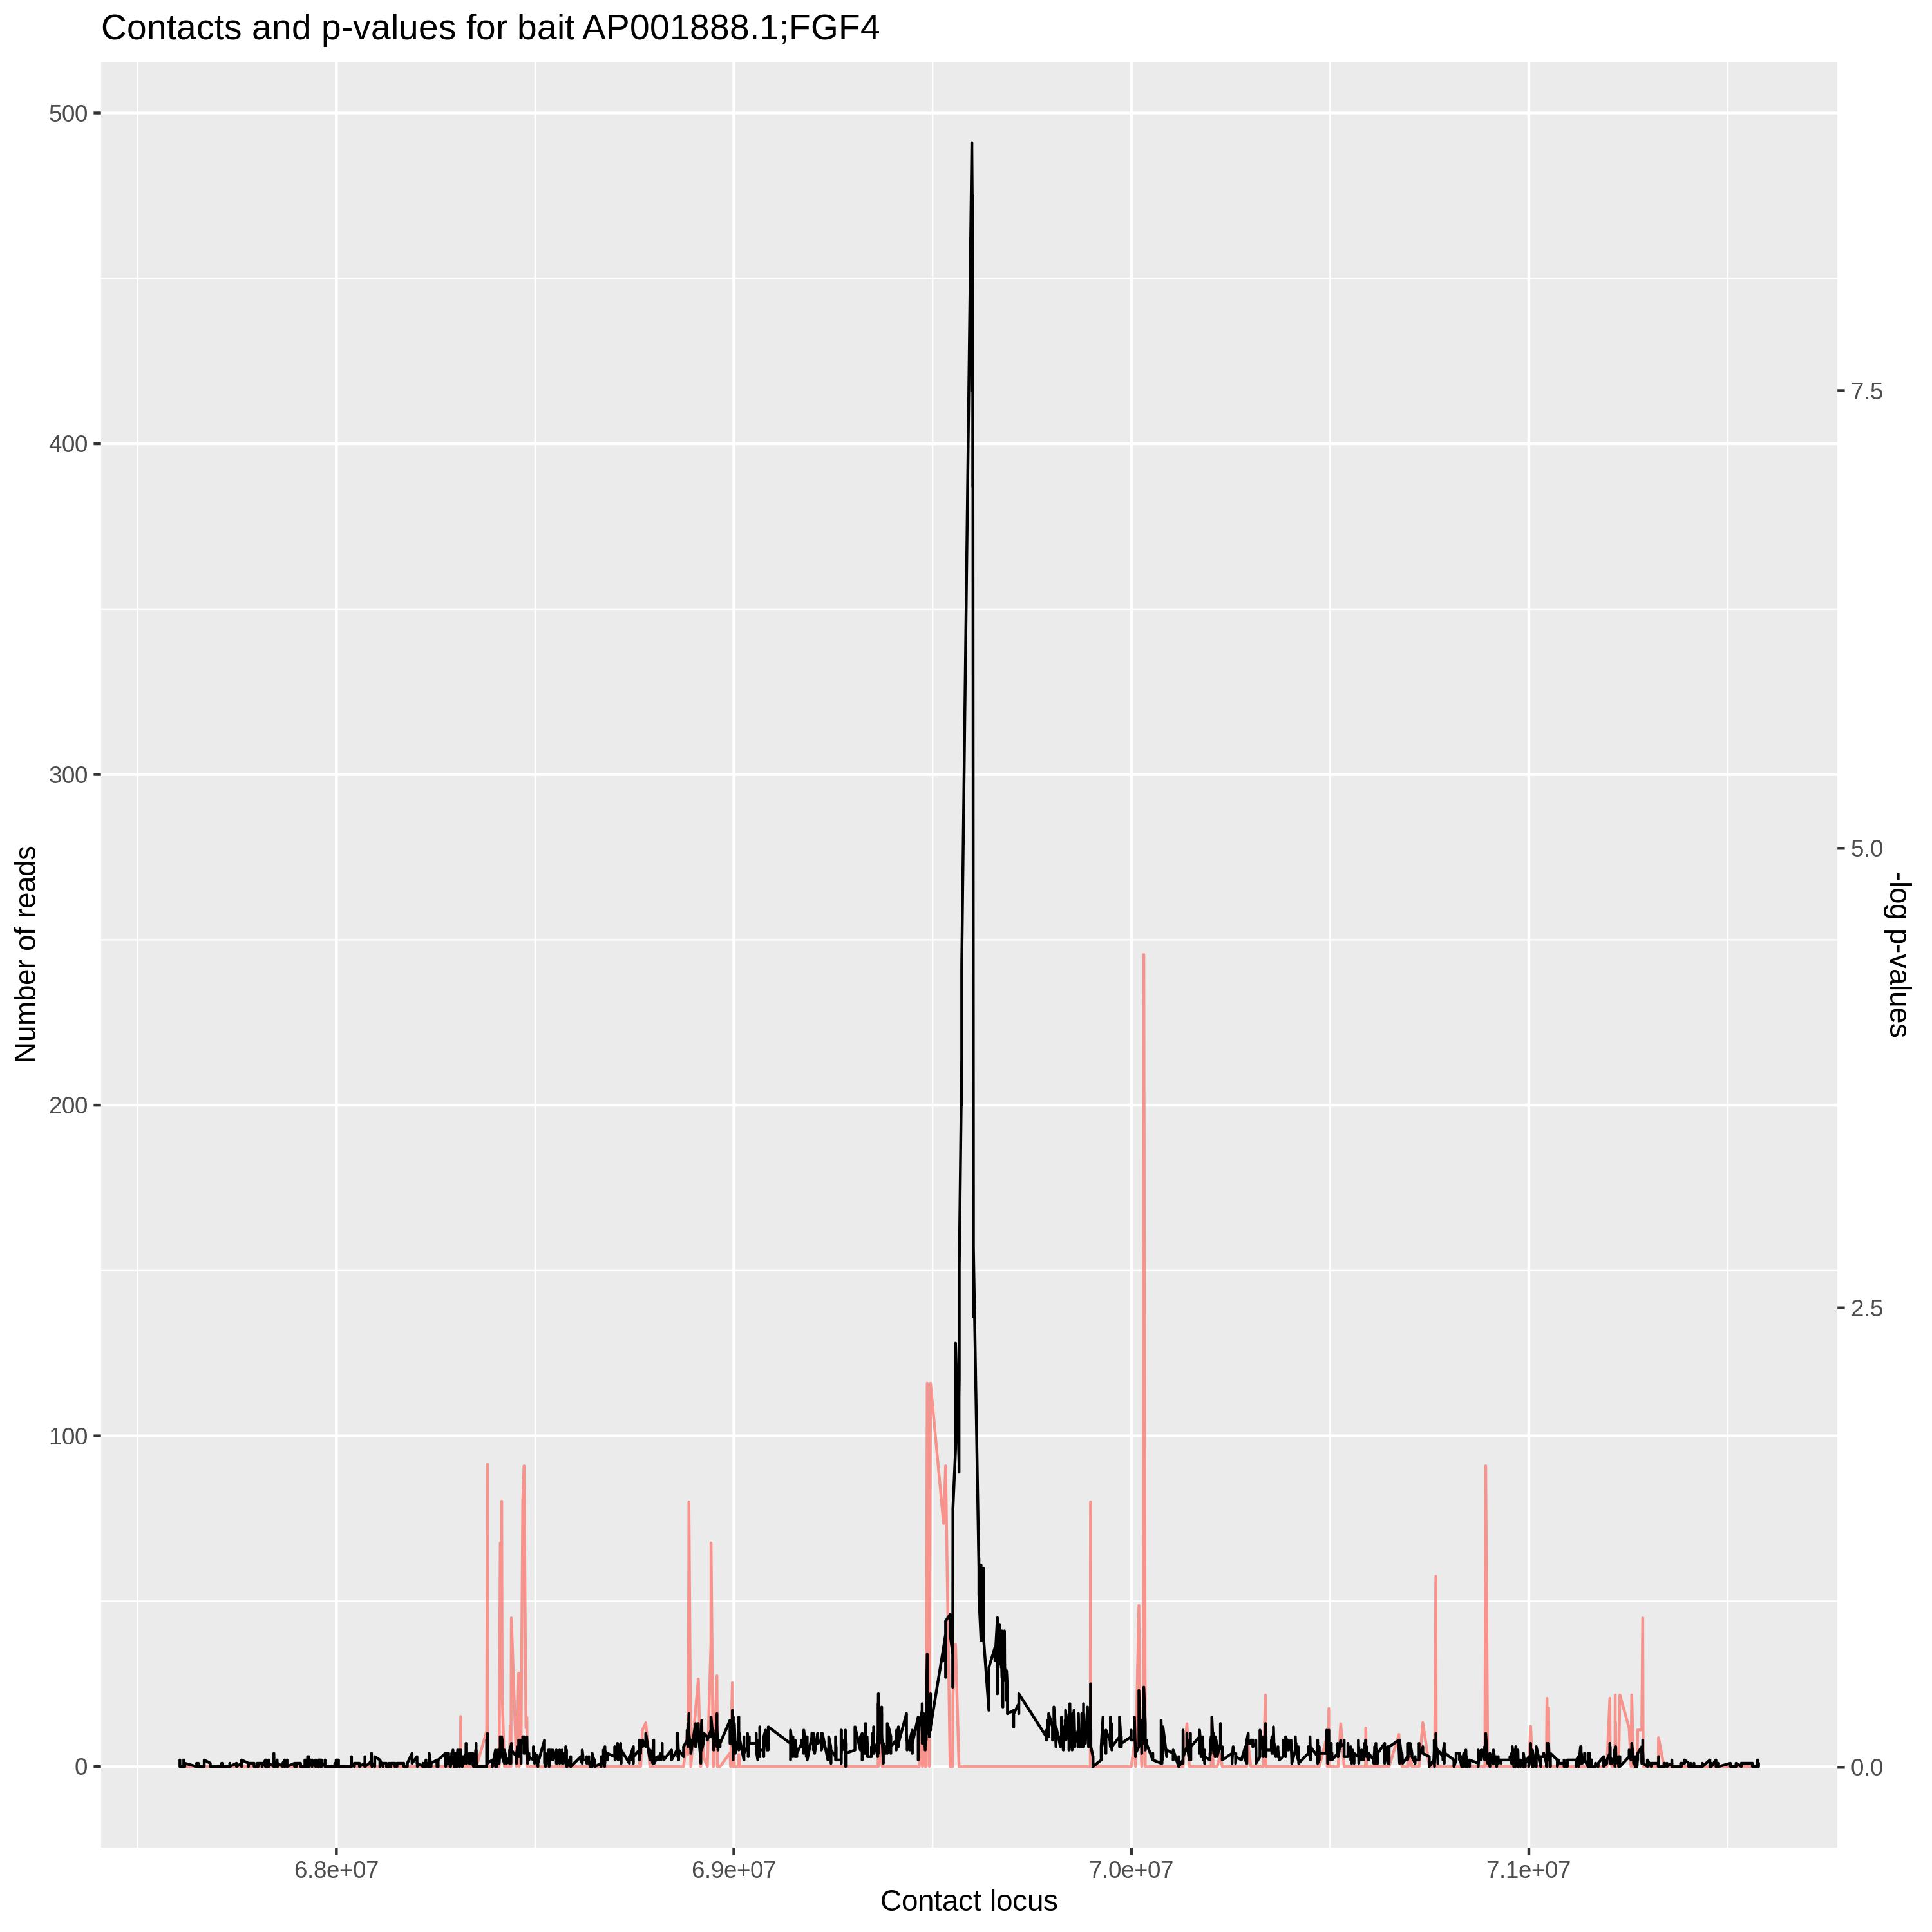 Contacts and p-values for bait AP001888.1;FGF4
500
400
300
200
100
0
Number of reads
7.5
5.0
2.5
0.0
-log p-values
6.8e+07
6.9e+07
7.0e+07
7.1e+07
Contact locus